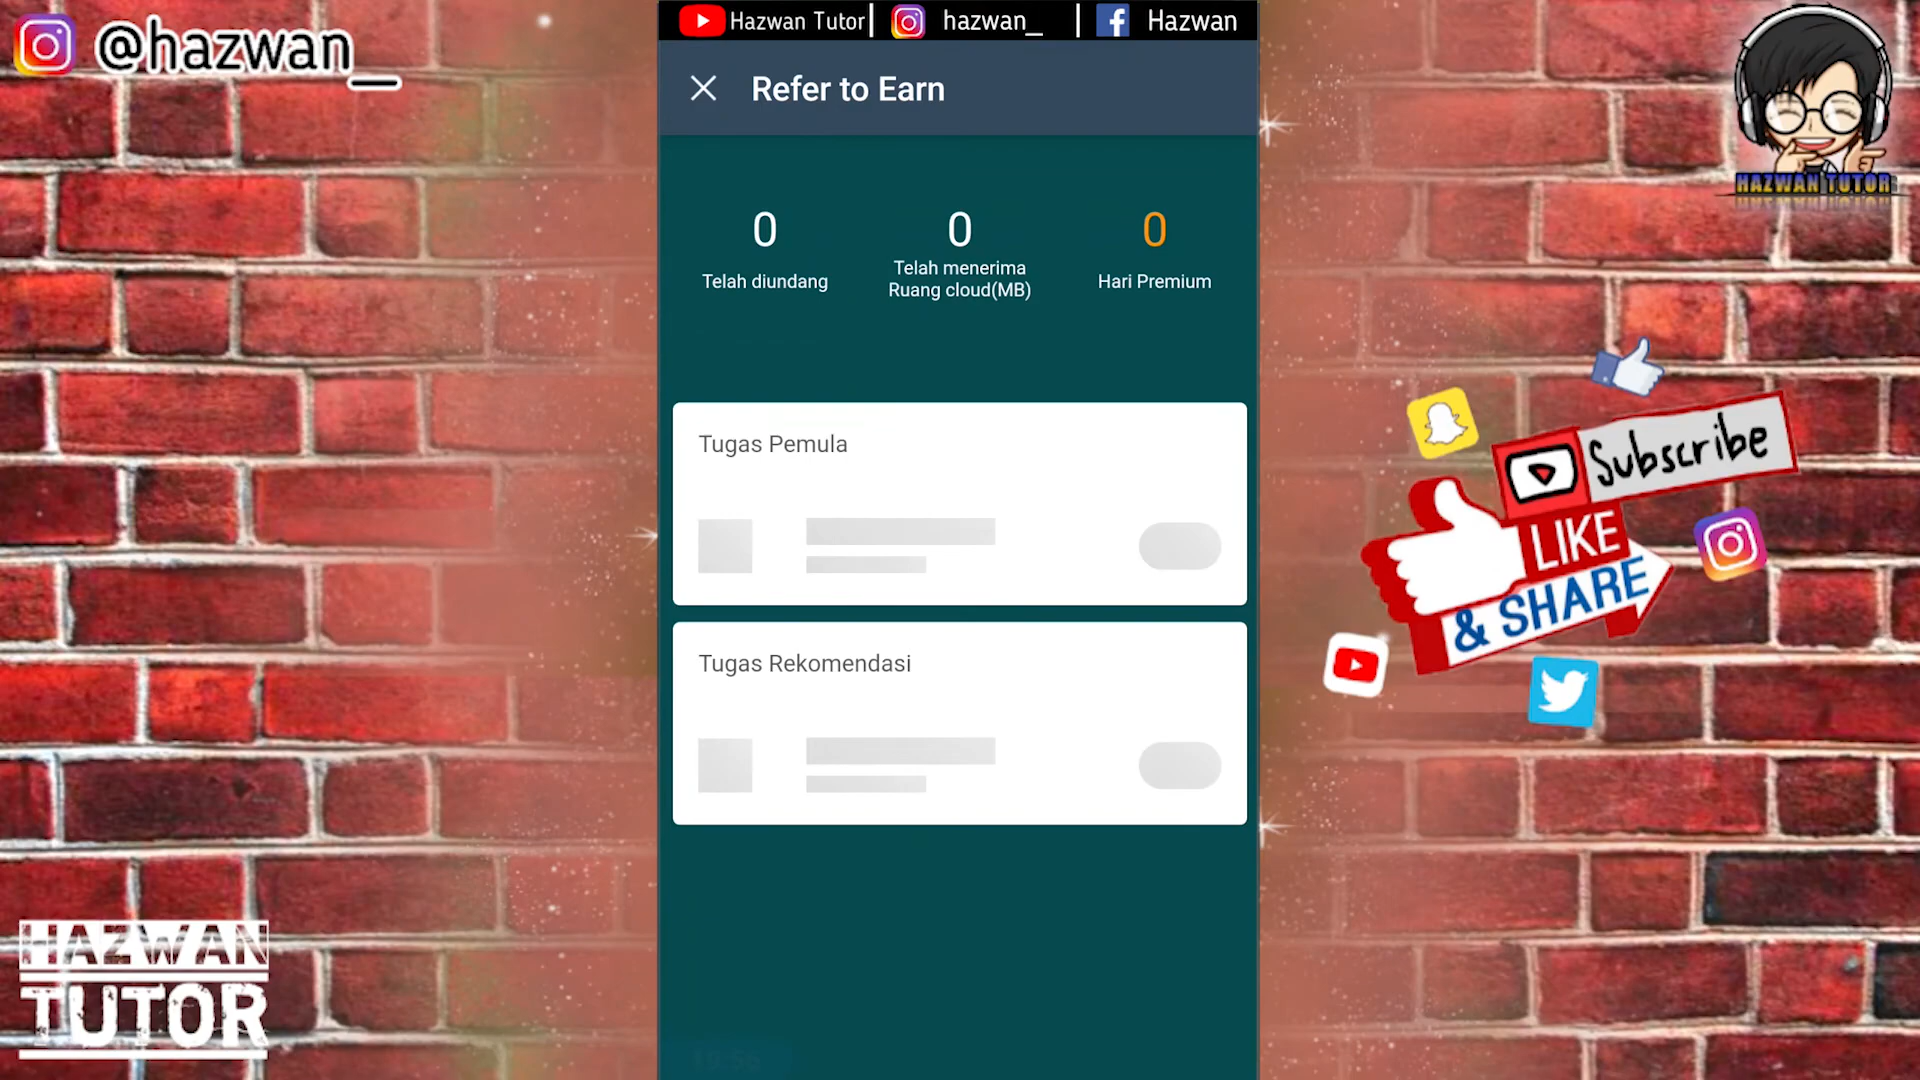 @hazwan_
Hazwan Tutor | hazwan_ | Hazwan
Refer to Earn
0
Telah diundang
0
Telah menerima
Ruang cloud(MB)
0
Hari Premium
Tugas Pemula
Tugas Rekomendasi
HAZWAN TUTOR
Subscribe
LIKE
& SHARE
HAZWAN
TUTOR